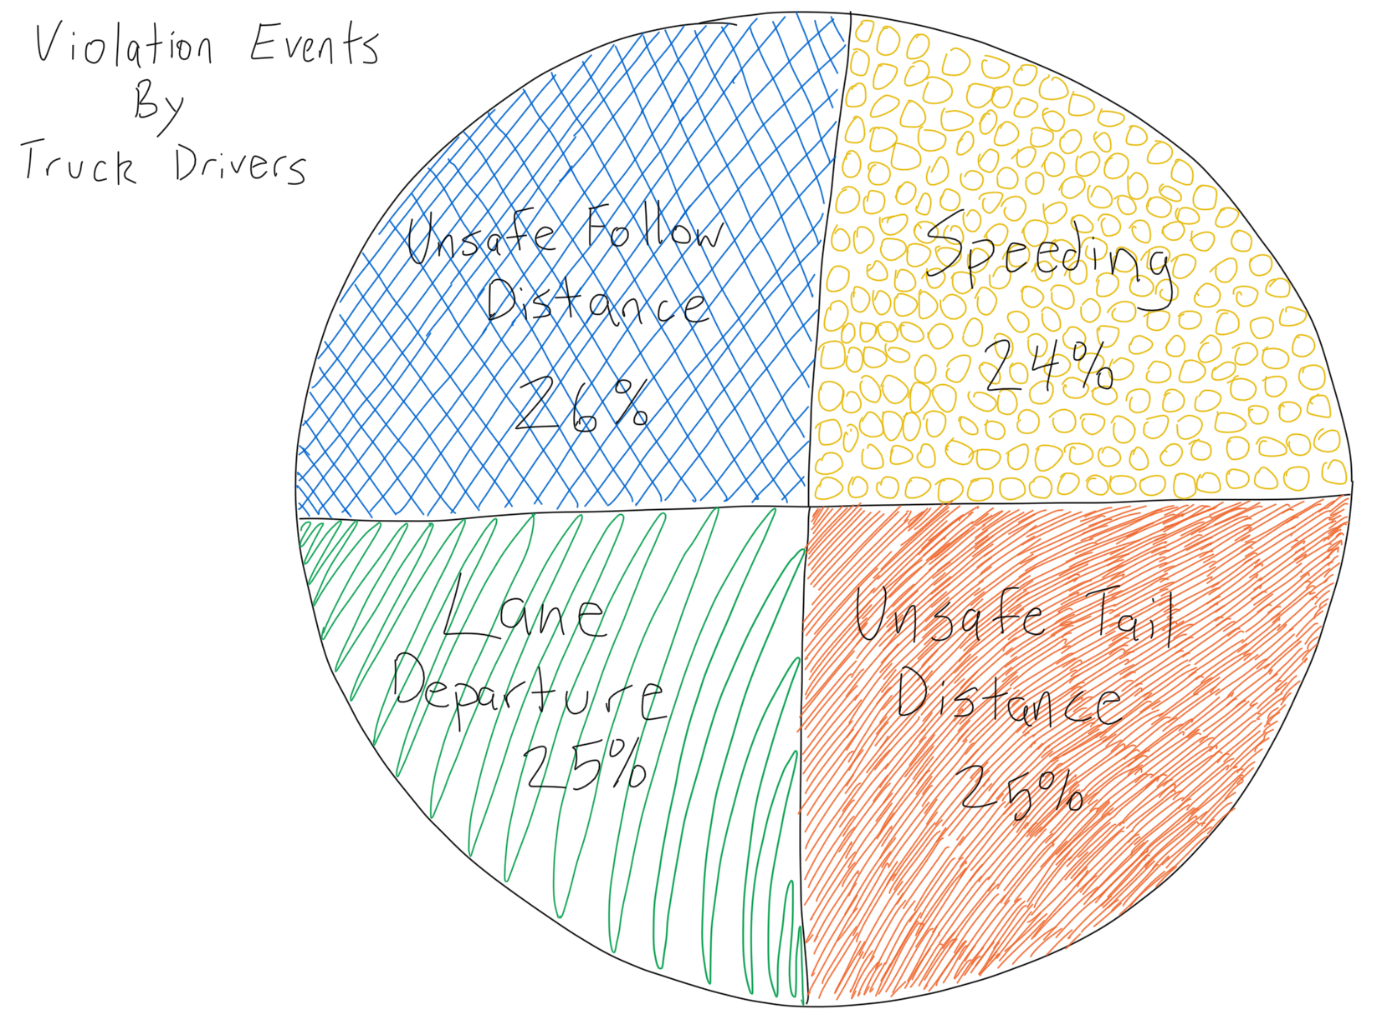 Violation Events
By
Truck Drivers
Unsafe Follow
Distance
26%
Speeding
24%
Lane
Departure
25%
Unsafe Tail
Distance
25%